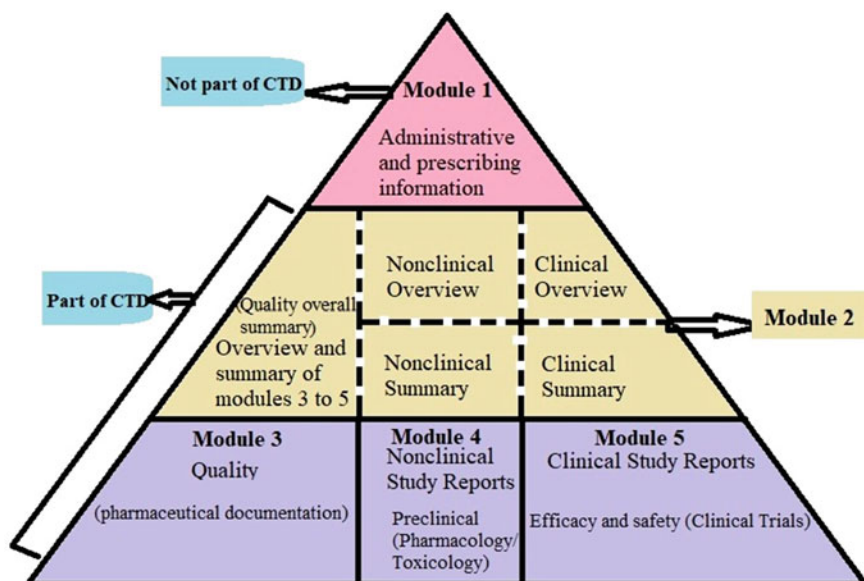 Not part of CTD
Module 1
Administrative
and prescribing
information
Part of CTD
(Quality overall
summary)
Overview and
summary of
modules 3 to 5
Nonclinical
Overview
Clinical
Overview
Nonclinical
Summary
Clinical
Summary
Module 2
Module 3
Quality
(pharmaceutical documentation)
Module 4
Nonclinical
Study Reports
Preclinical
(Pharmacology/
Toxicology)
Module 5
Clinical Study Reports
Efficacy and safety (Clinical Trials)